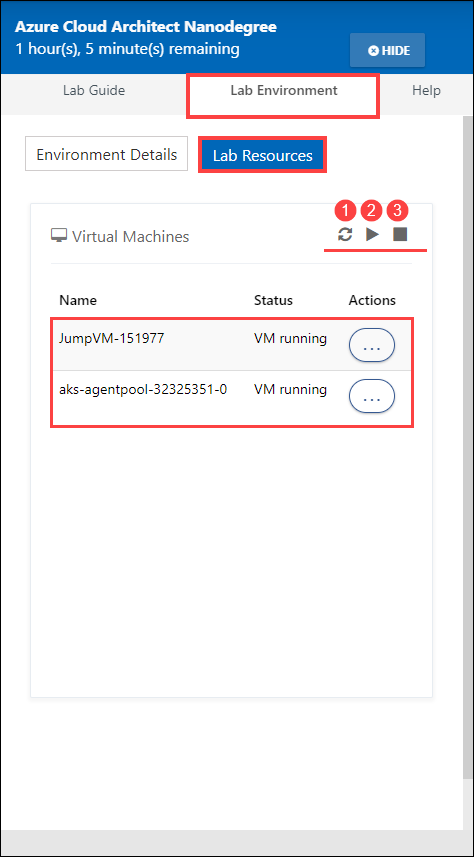 Azure Cloud Architect Nanodegree
1 hour(s), 5 minute(s) remaining
HIDE
Lab Guide Lab Environment Help
Environment Details Lab Resources
1 2 3
Virtual Machines
Name Status Actions
JumpVM-151977 VM running ...
aks-agentpool-32325351-0 VM running ...